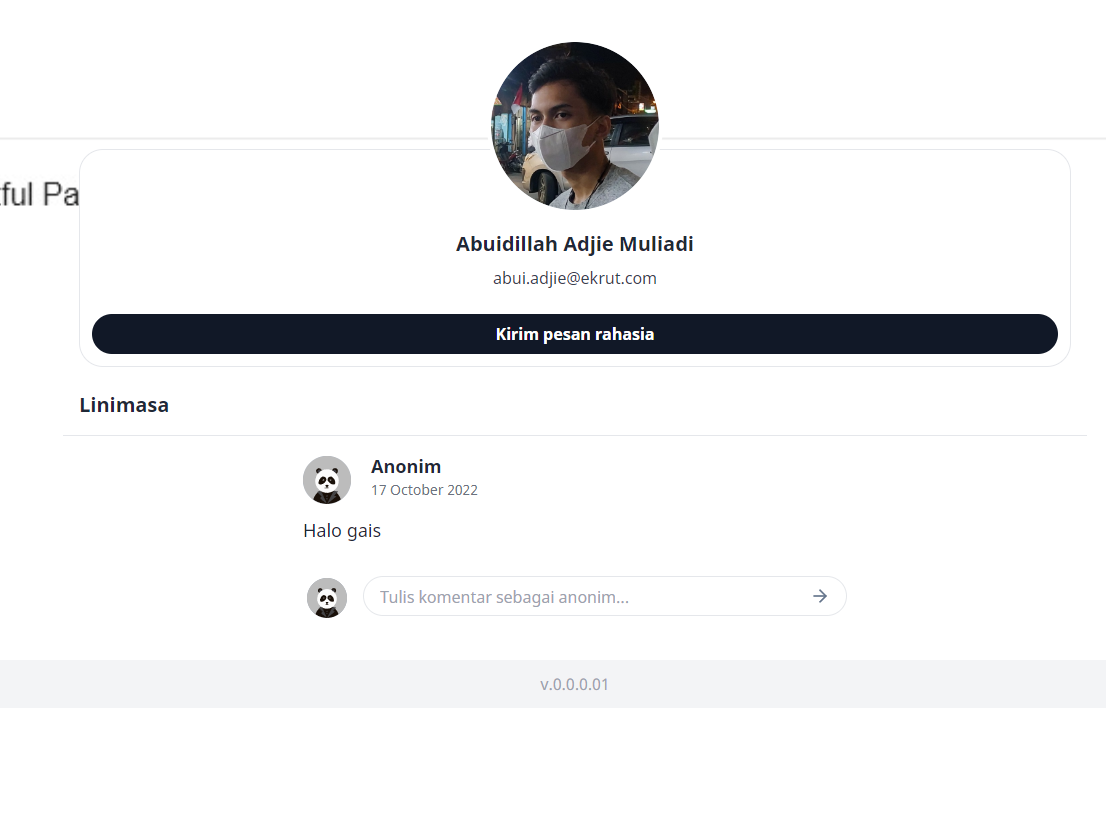 tful Pa
Abuidillah Adjie Muliadi
abui.adjie@ekrut.com
Kirim pesan rahasia
Linimasa
Anonim
17 October 2022
Halo gais
Tulis komentar sebagai anonim...
v.0.0.0.01